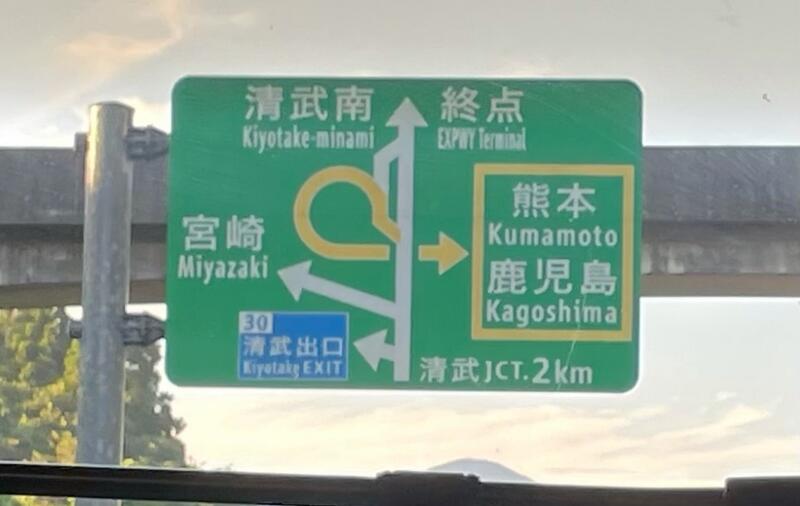 清武南
Kiyotake-minami
終点
EXPWY Terminal
熊本
Kumamoto
鹿児島
Kagoshima
宮崎
Miyazaki
30
清武出口
Kiyotake EXIT
清武JCT.2km